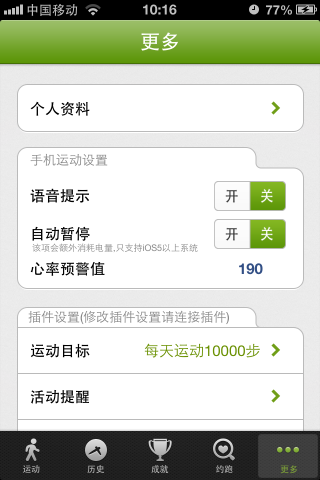 中国移动 10:16 77%
更多
个人资料
手机运动设置
语音提示 开 关
自动暂停 开 关
该项会额外消耗电量,只支持iOS5以上系统
心率预警值 190
插件设置(修改插件设置请连接插件)
运动目标 每天运动10000步
活动提醒
运动 历史 成就 约跑 更多